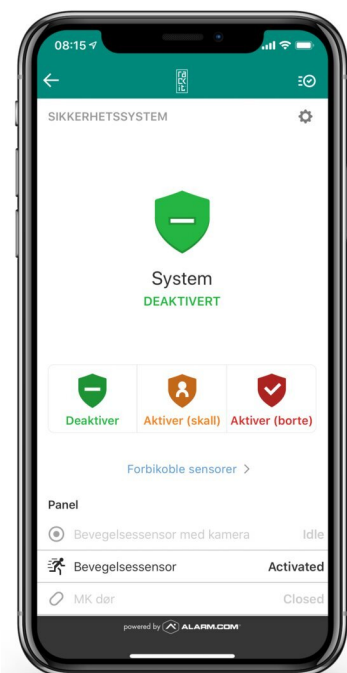 08:15
SIKKERHETSSYSTEM
System
DEAKTIVERT
Deaktiver Aktiver (skall) Aktiver (borte)
Forbikoble sensorer >
Panel
Bevegelsessensor med kamera Idle
Bevegelsessensor Activated
MK dør Closed
powered by ALARM.COM